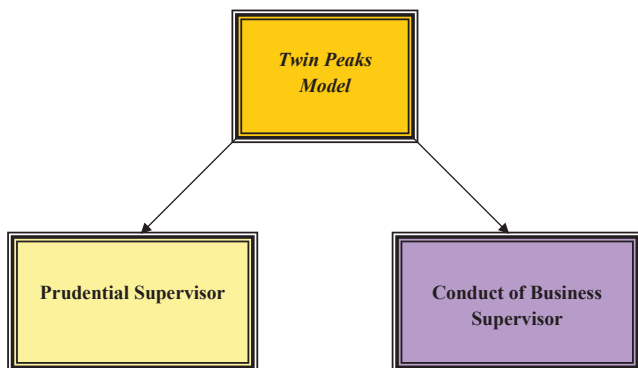 Twin Peaks
Model
Prudential Supervisor
Conduct of Business
Supervisor